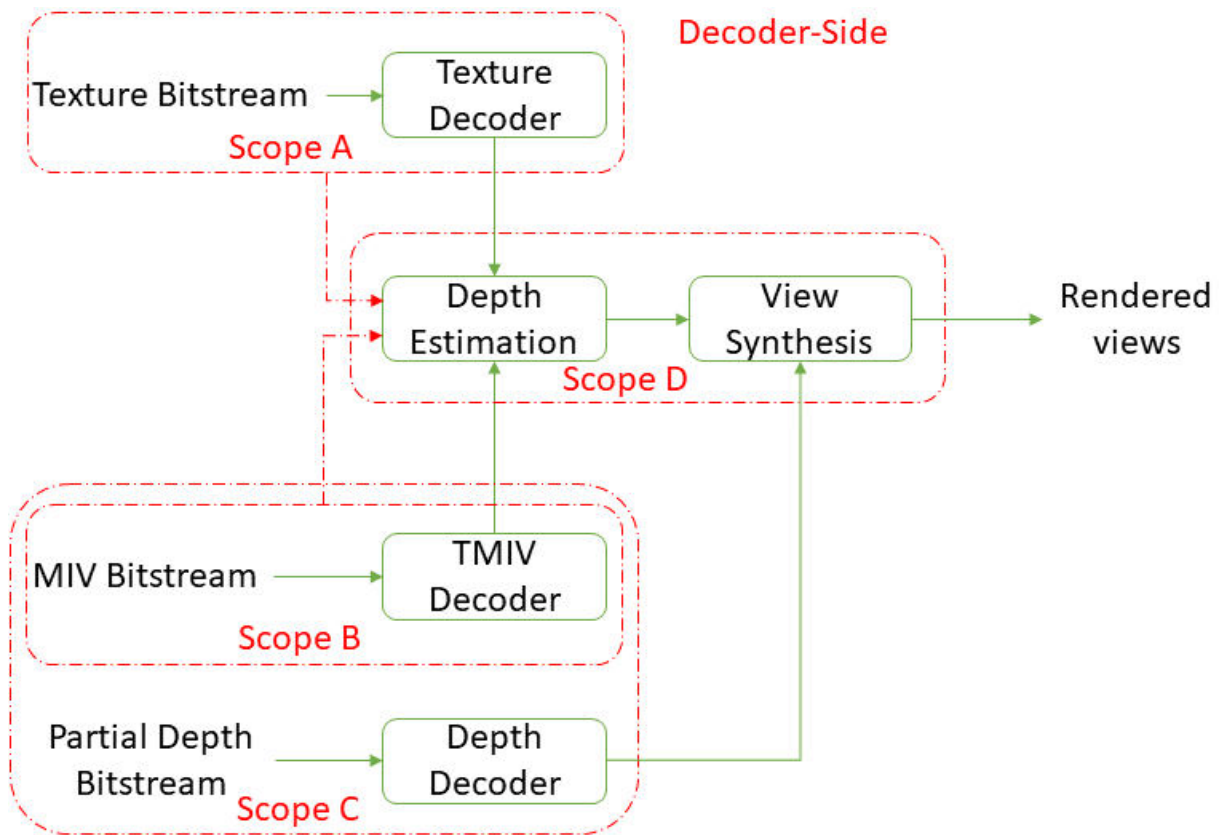 Decoder-Side
Texture Bitstream
Texture
Decoder
Scope A
Depth
Estimation
View
Synthesis
Scope D
Rendered
views
MIV Bitstream
TMIV
Decoder
Scope B
Partial Depth
Bitstream
Depth
Decoder
Scope C